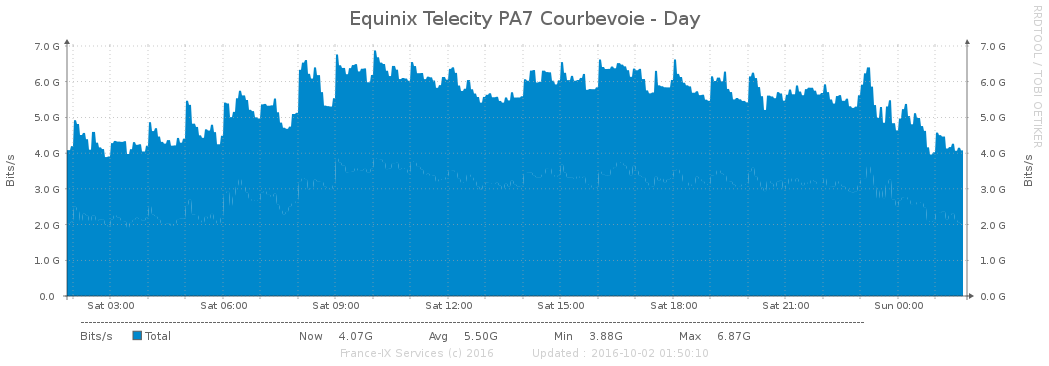 Equinix Telecity PA7 Courbevoie - Day
RRDTOOL / TOBI OETIKER
7.0 G 7.0 G
6.0 G 6.0 G
5.0 G 5.0 G
4.0 G 4.0 G
3.0 G 3.0 G
2.0 G 2.0 G
1.0 G 1.0 G
0.0 0.0 G
Bits/s
Bits/s
Sat 03:00 Sat 06:00 Sat 09:00 Sat 12:00 Sat 15:00 Sat 18:00 Sat 21:00 Sun 00:00
Bits/s Total Now 4.07G Avg 5.50G Min 3.88G Max 6.87G
France-IX Services (c) 2016 Updated : 2016-10-02 01:50:10